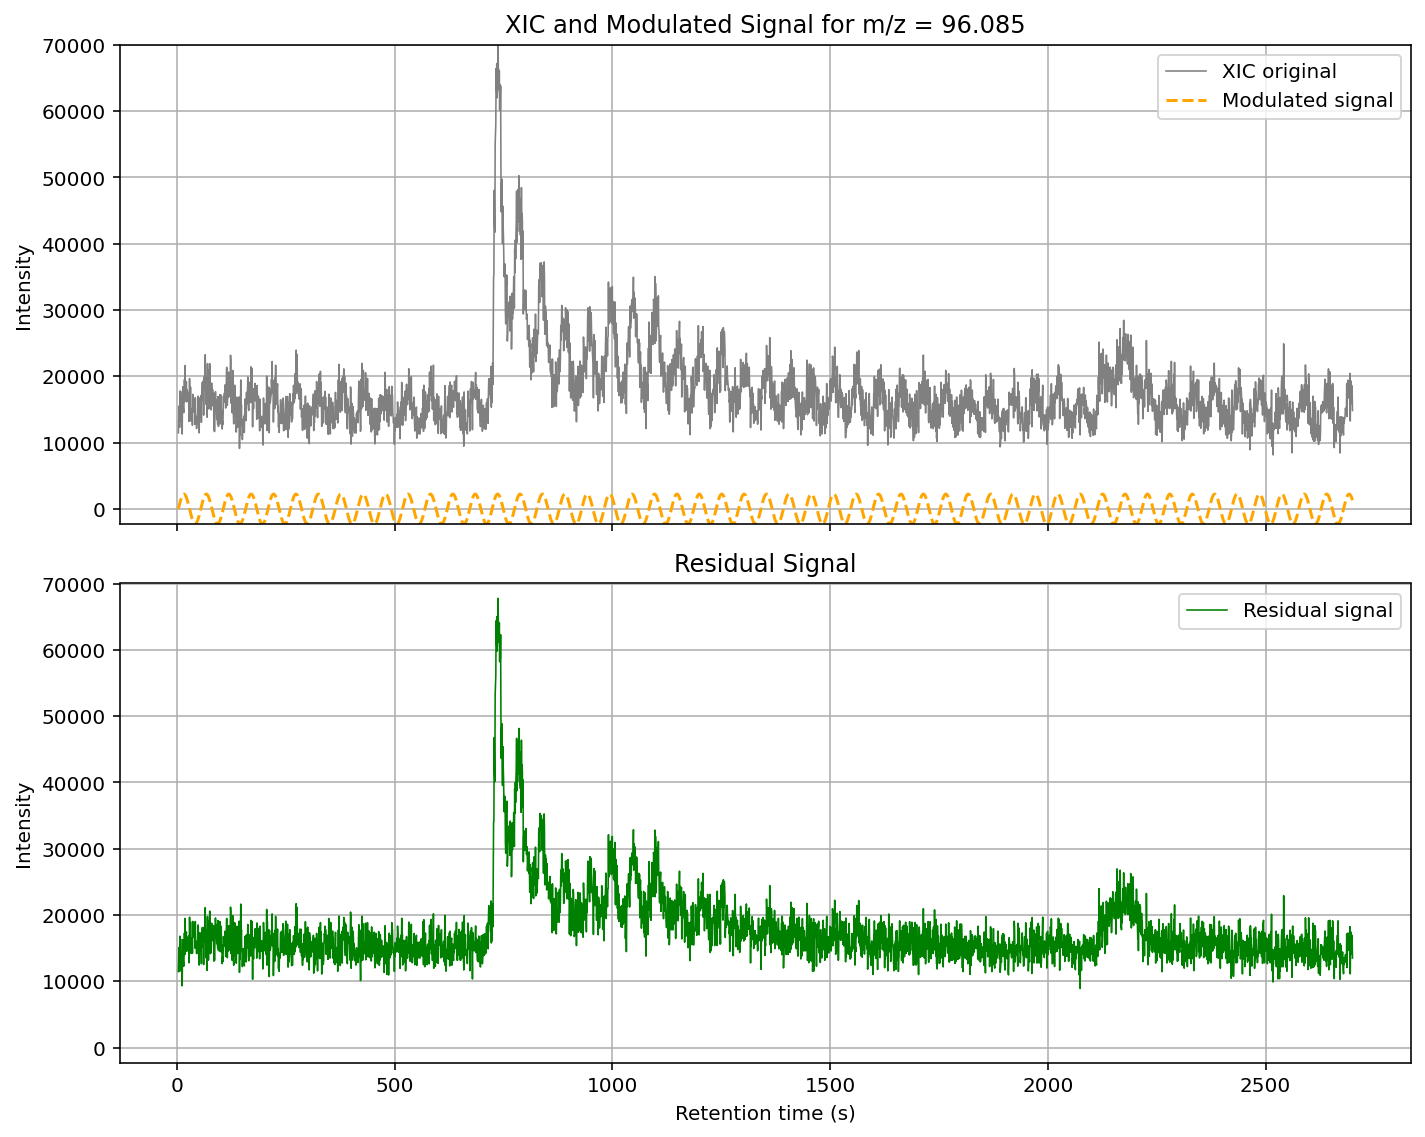 XIC and Modulated Signal for m/z = 96.085
70000
60000
50000
40000
30000
20000
10000
0
Intensity
XIC original
Modulated signal
Residual Signal
70000
60000
50000
40000
30000
20000
10000
0
Intensity
Residual signal
0 500 1000 1500 2000 2500
Retention time (s)